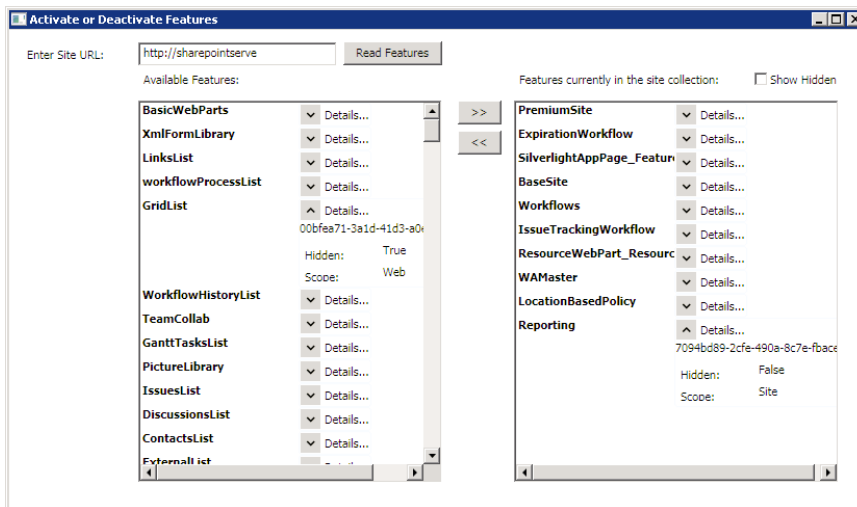 Activate or Deactivate Features
Enter Site URL: http://sharepointserve Read Features
Available Features:
BasicWebParts Details...
XmlFormLibrary Details...
LinksList Details...
workflowProcessList Details...
GridList Details...
00bfea71-3a1d-41d3-a0
Hidden: True
Scope: Web
WorkflowHistoryList Details...
TeamCollab Details...
GanttTasksList Details...
PictureLibrary Details...
IssuesList Details...
DiscussionsList Details...
ContactsList Details...
ExternalList Details...
>>
<<
Features currently in the site collection: Show Hidden
PremiumSite Details...
ExpirationWorkflow Details...
SilverlightAppPage_Featur Details...
BaseSite Details...
Workflows Details...
IssueTrackingWorkflow Details...
ResourceWebPart_Resourc Details...
WAMaster Details...
LocationBasedPolicy Details...
Reporting Details...
7094bd89-2cfe-490a-8c7e-fbace
Hidden: False
Scope: Site